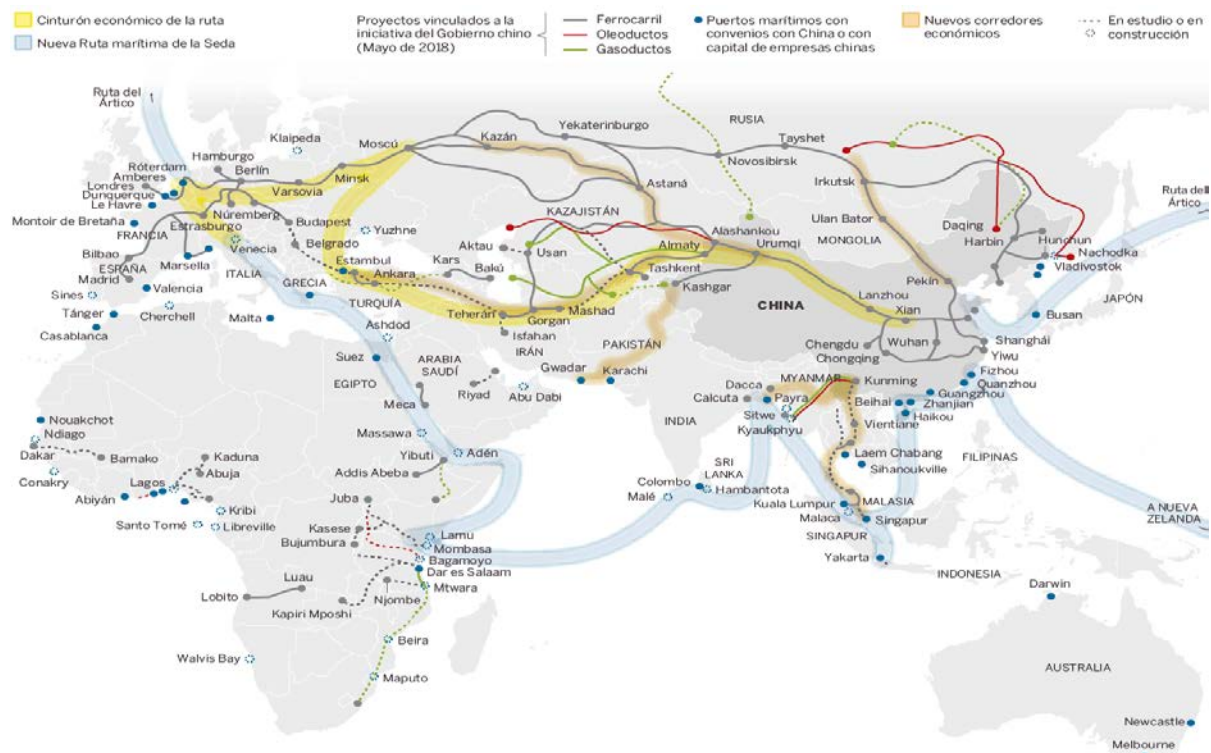 Cinturón económico de la ruta
Nueva Ruta marítima de la Seda
Proyectos vinculados a la
iniciativa del Gobierno chino
(Mayo de 2018)
Ferrocarril
Oleoductos
Gasoductos
Puertos marítimos con
convenios con China o con
capital de empresas chinas
Nuevos corredores
económicos
En estudio o en
construcción
Ruta del
Ártico
Klaipeda
Moscú
Kazán
Yekaterinburgo
RUSIA
Tayshet
Novosibirsk
Hamburgo
Berlín
Róterdam
Amberes
Londres
Dunquerque
Le Havre
Varsovia
Minsk
Astaná
Irkutsk
Ruta del
Ártico
Montoir de Bretaña
FRANCIA
Estrasburgo
Núremberg
Budapest
Yuzhne
KAZAJISTÁN
Alashankou
Ulan Bator
MONGOLIA
Daqing
Harbin
Hunchun
Nachodka
Vladivostok
Bilbao
ESPAÑA
Madrid
Marsella
Venecia
ITALIA
Belgrado
Estambul
Ankara
Kars
Aktau
Bakú
Usan
Almaty
Urumqi
Tashkent
Kashgar
Pekín
Lanzhou
JAPÓN
Sines
Valencia
GRECIA
TURQUÍA
Teherán
Gorgan
Mashad
CHINA
Xian
Busan
Tánger
Cherchell
Malta
Casablanca
Ashdod
Isfahan
IRÁN
PAKISTÁN
Chengdu
Chongqing
Wuhan
Shanghái
Yiwu
Suez
EGIPTO
ARABIA
SAUDÍ
Riyad
Abu Dabi
Gwadar
Karachi
Dacca
Calcuta
MYANMAR
Payra
Kunming
Fizhou
Quanzhou
Guangzhou
Meca
Sitwe
Kyaukphyu
Beihai
Zhanjian
Haikou
Nouakchot
Ndiago
Massawa
Adén
INDIA
Vientiane
Dakar
Bamako
Kaduna
Abuja
Yibuti
Addis Abeba
Laem Chabang
Sihanoukville
FILIPINAS
Conakry
Lagos
Abiyán
Kribi
Juba
SRI
LANKA
Colombo
Malé
Hambantota
Kuala Lumpur
MALASIA
Malaca
Singapur
SINGAPUR
A NUEVA
ZELANDA
Santo Tomé
Libreville
Kasese
Bujumbura
Lamu
Mombasa
Bagamoyo
Dar es Salaam
Mtwara
Yakarta
INDONESIA
Luau
Lobito
Kapiri Mposhi
Njombe
Darwin
Beira
Walvis Bay
Maputo
AUSTRALIA
Newcastle
Melbourne